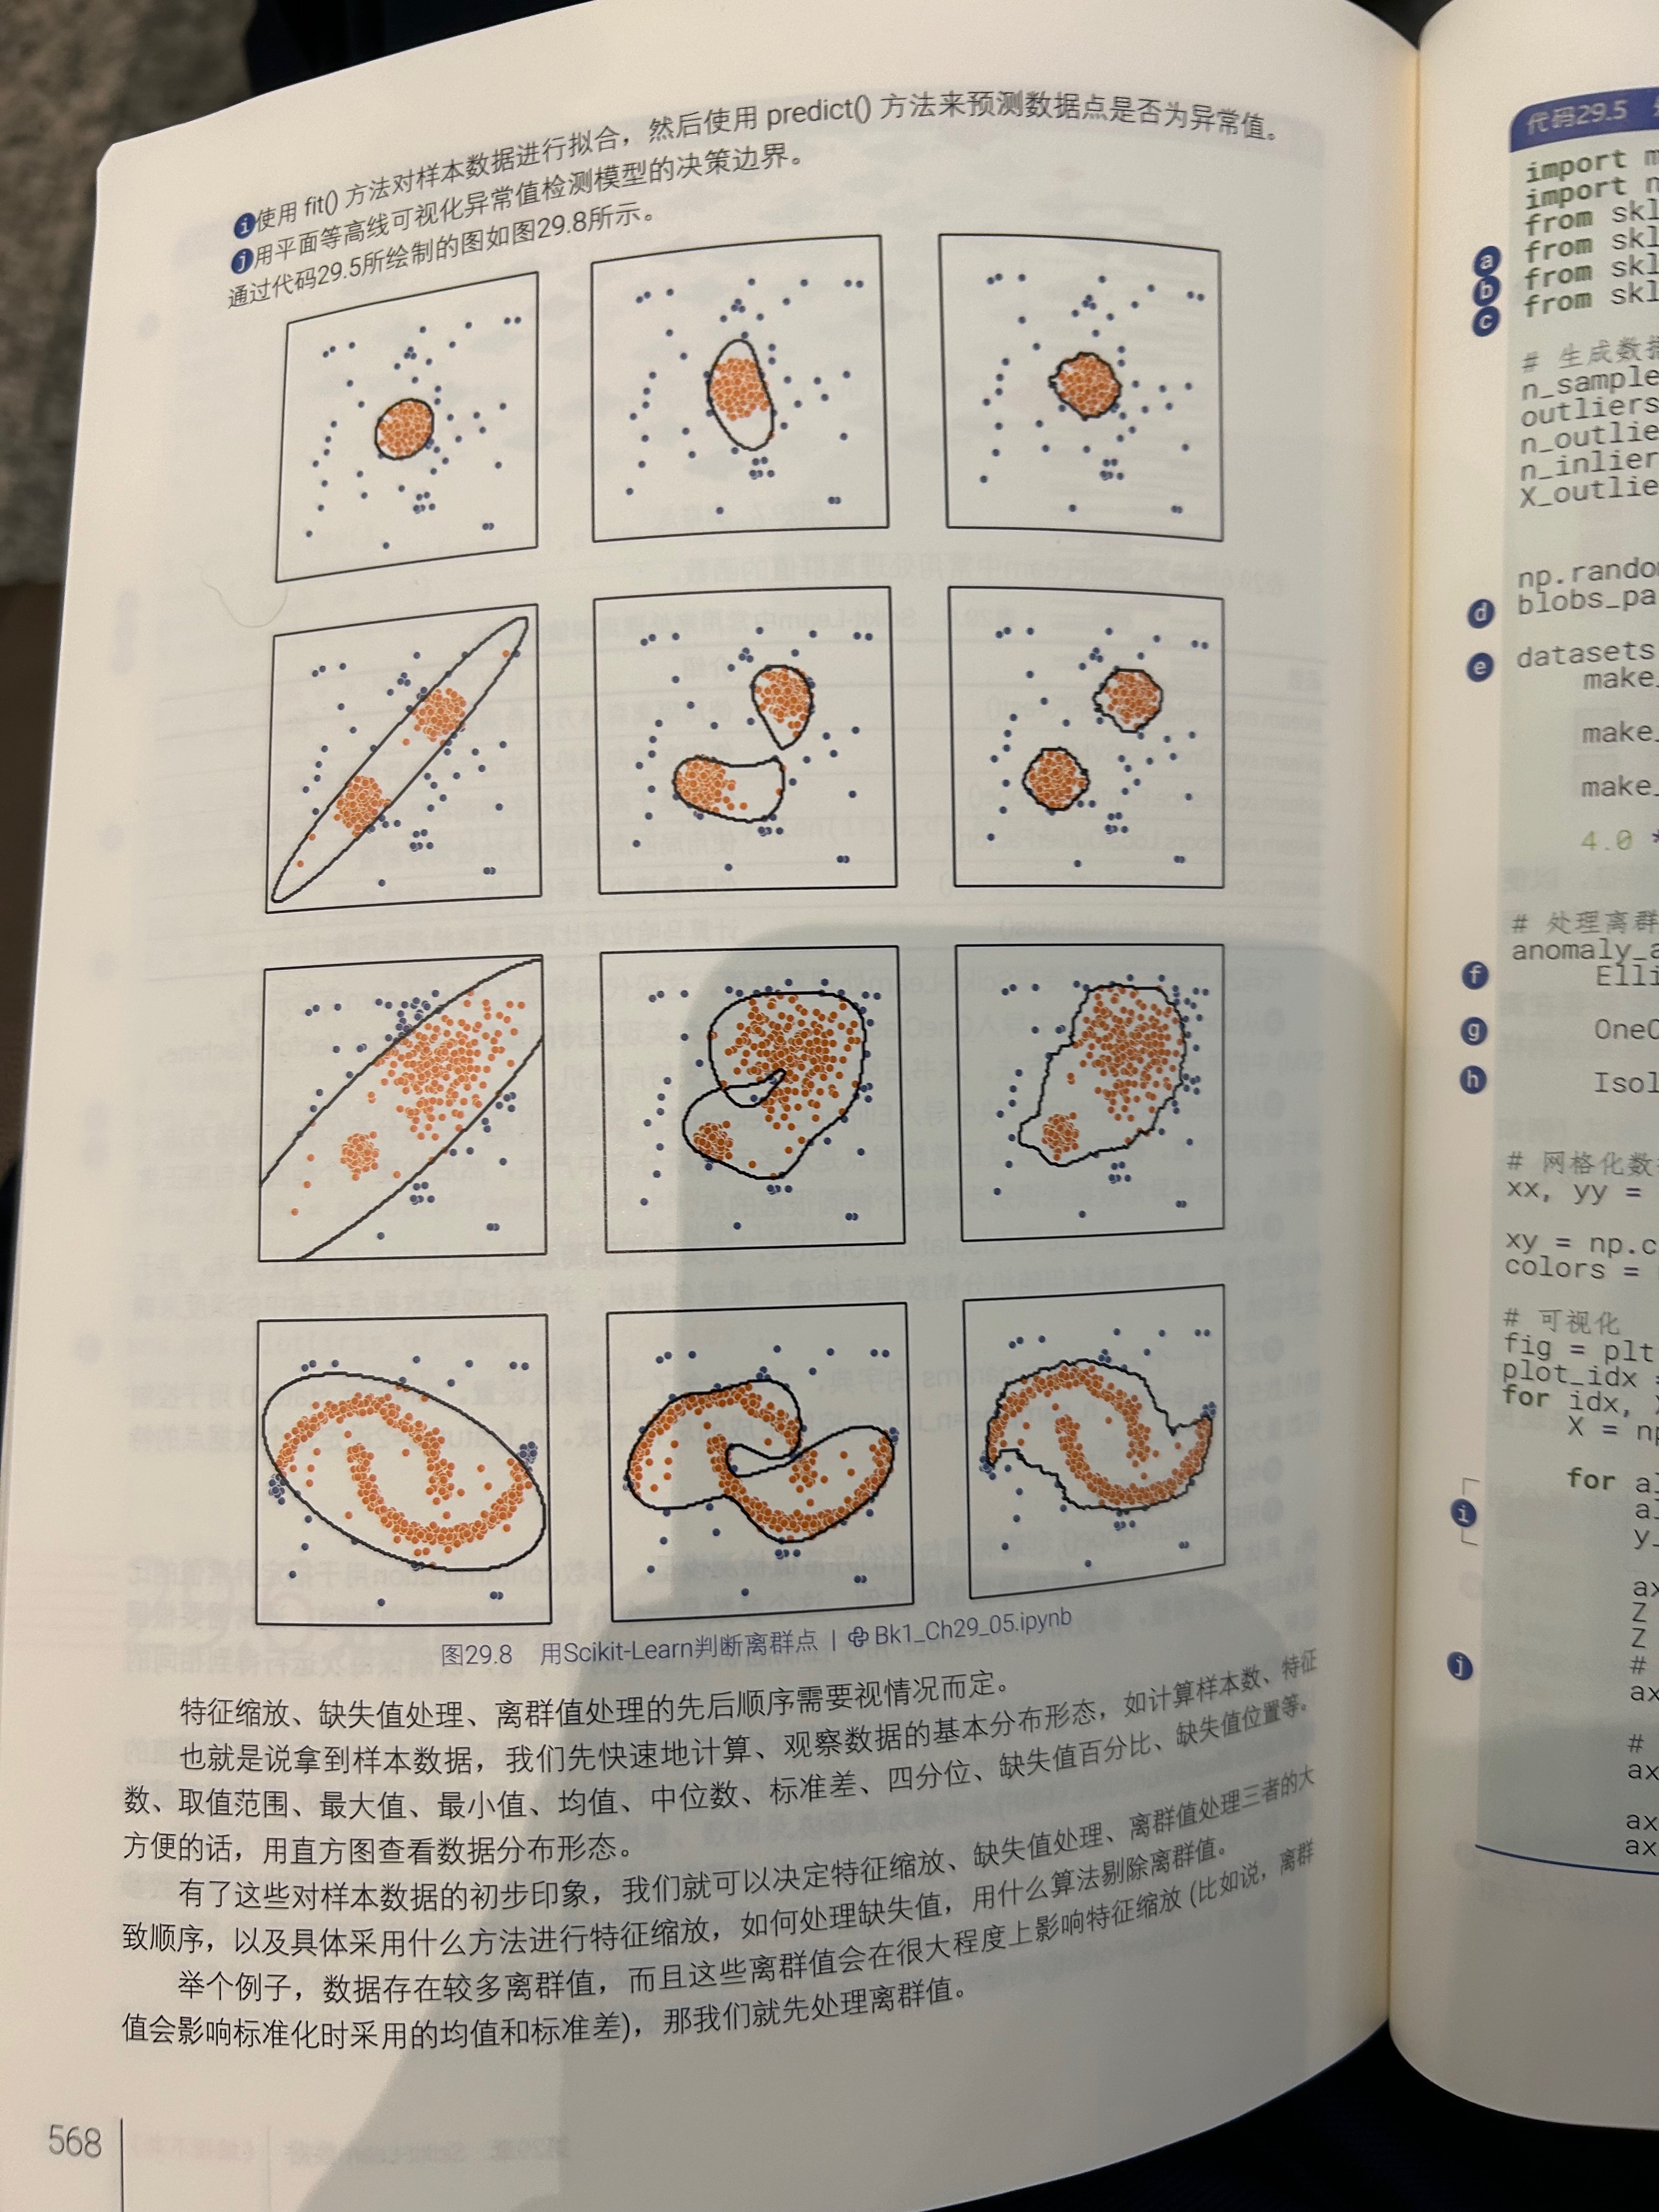 i使用 fit() 方法对样本数据进行拟合，然后使用 predict() 方法来预测数据点是否为异常值。
j用平面等高线可视化异常值检测模型的决策边界。
通过代码29.5所绘制的图如图29.8所示。
图29.8 用Scikit-Learn判断离群点 | Bk1_Ch29_05.ipynb
特征缩放、缺失值处理、离群值处理的先后顺序需要视情况而定。
也就是说拿到样本数据，我们先快速地计算、观察数据的基本分布形态，如计算样本数、特征
数、取值范围、最大值、最小值、均值、中位数、标准差、四分位、缺失值百分比、缺失值位置等。
方便的话，用直方图查看数据分布形态。
有了这些对样本数据的初步印象，我们就可以决定特征缩放、缺失值处理、离群值处理三者的大
致顺序，以及具体采用什么方法进行特征缩放，如何处理缺失值，用什么算法剔除离群值。
举个例子，数据存在较多离群值，而且这些离群值会在很大程度上影响特征缩放 (比如说，离群
值会影响标准化时采用的均值和标准差)，那我们就先处理离群值。
568
代码29.5
import m
import n
from skl
a from skl
b from skl
c from skl
# 生成数据
n_sample
outliers
n_outlie
n_inlier
X_outlie
np.rando
d blobs_pa
e datasets
make_
make_
make_
4.0 *
# 处理离群
anomaly_a
f Elli
g OneC
h Isol
# 网格化数
xx, yy =
xy = np.c
colors =
# 可视化
fig = plt
plot_idx =
for idx,
X = np
for al
i al
y_
ax
Z
Z
j #
ax
#
ax
ax
ax